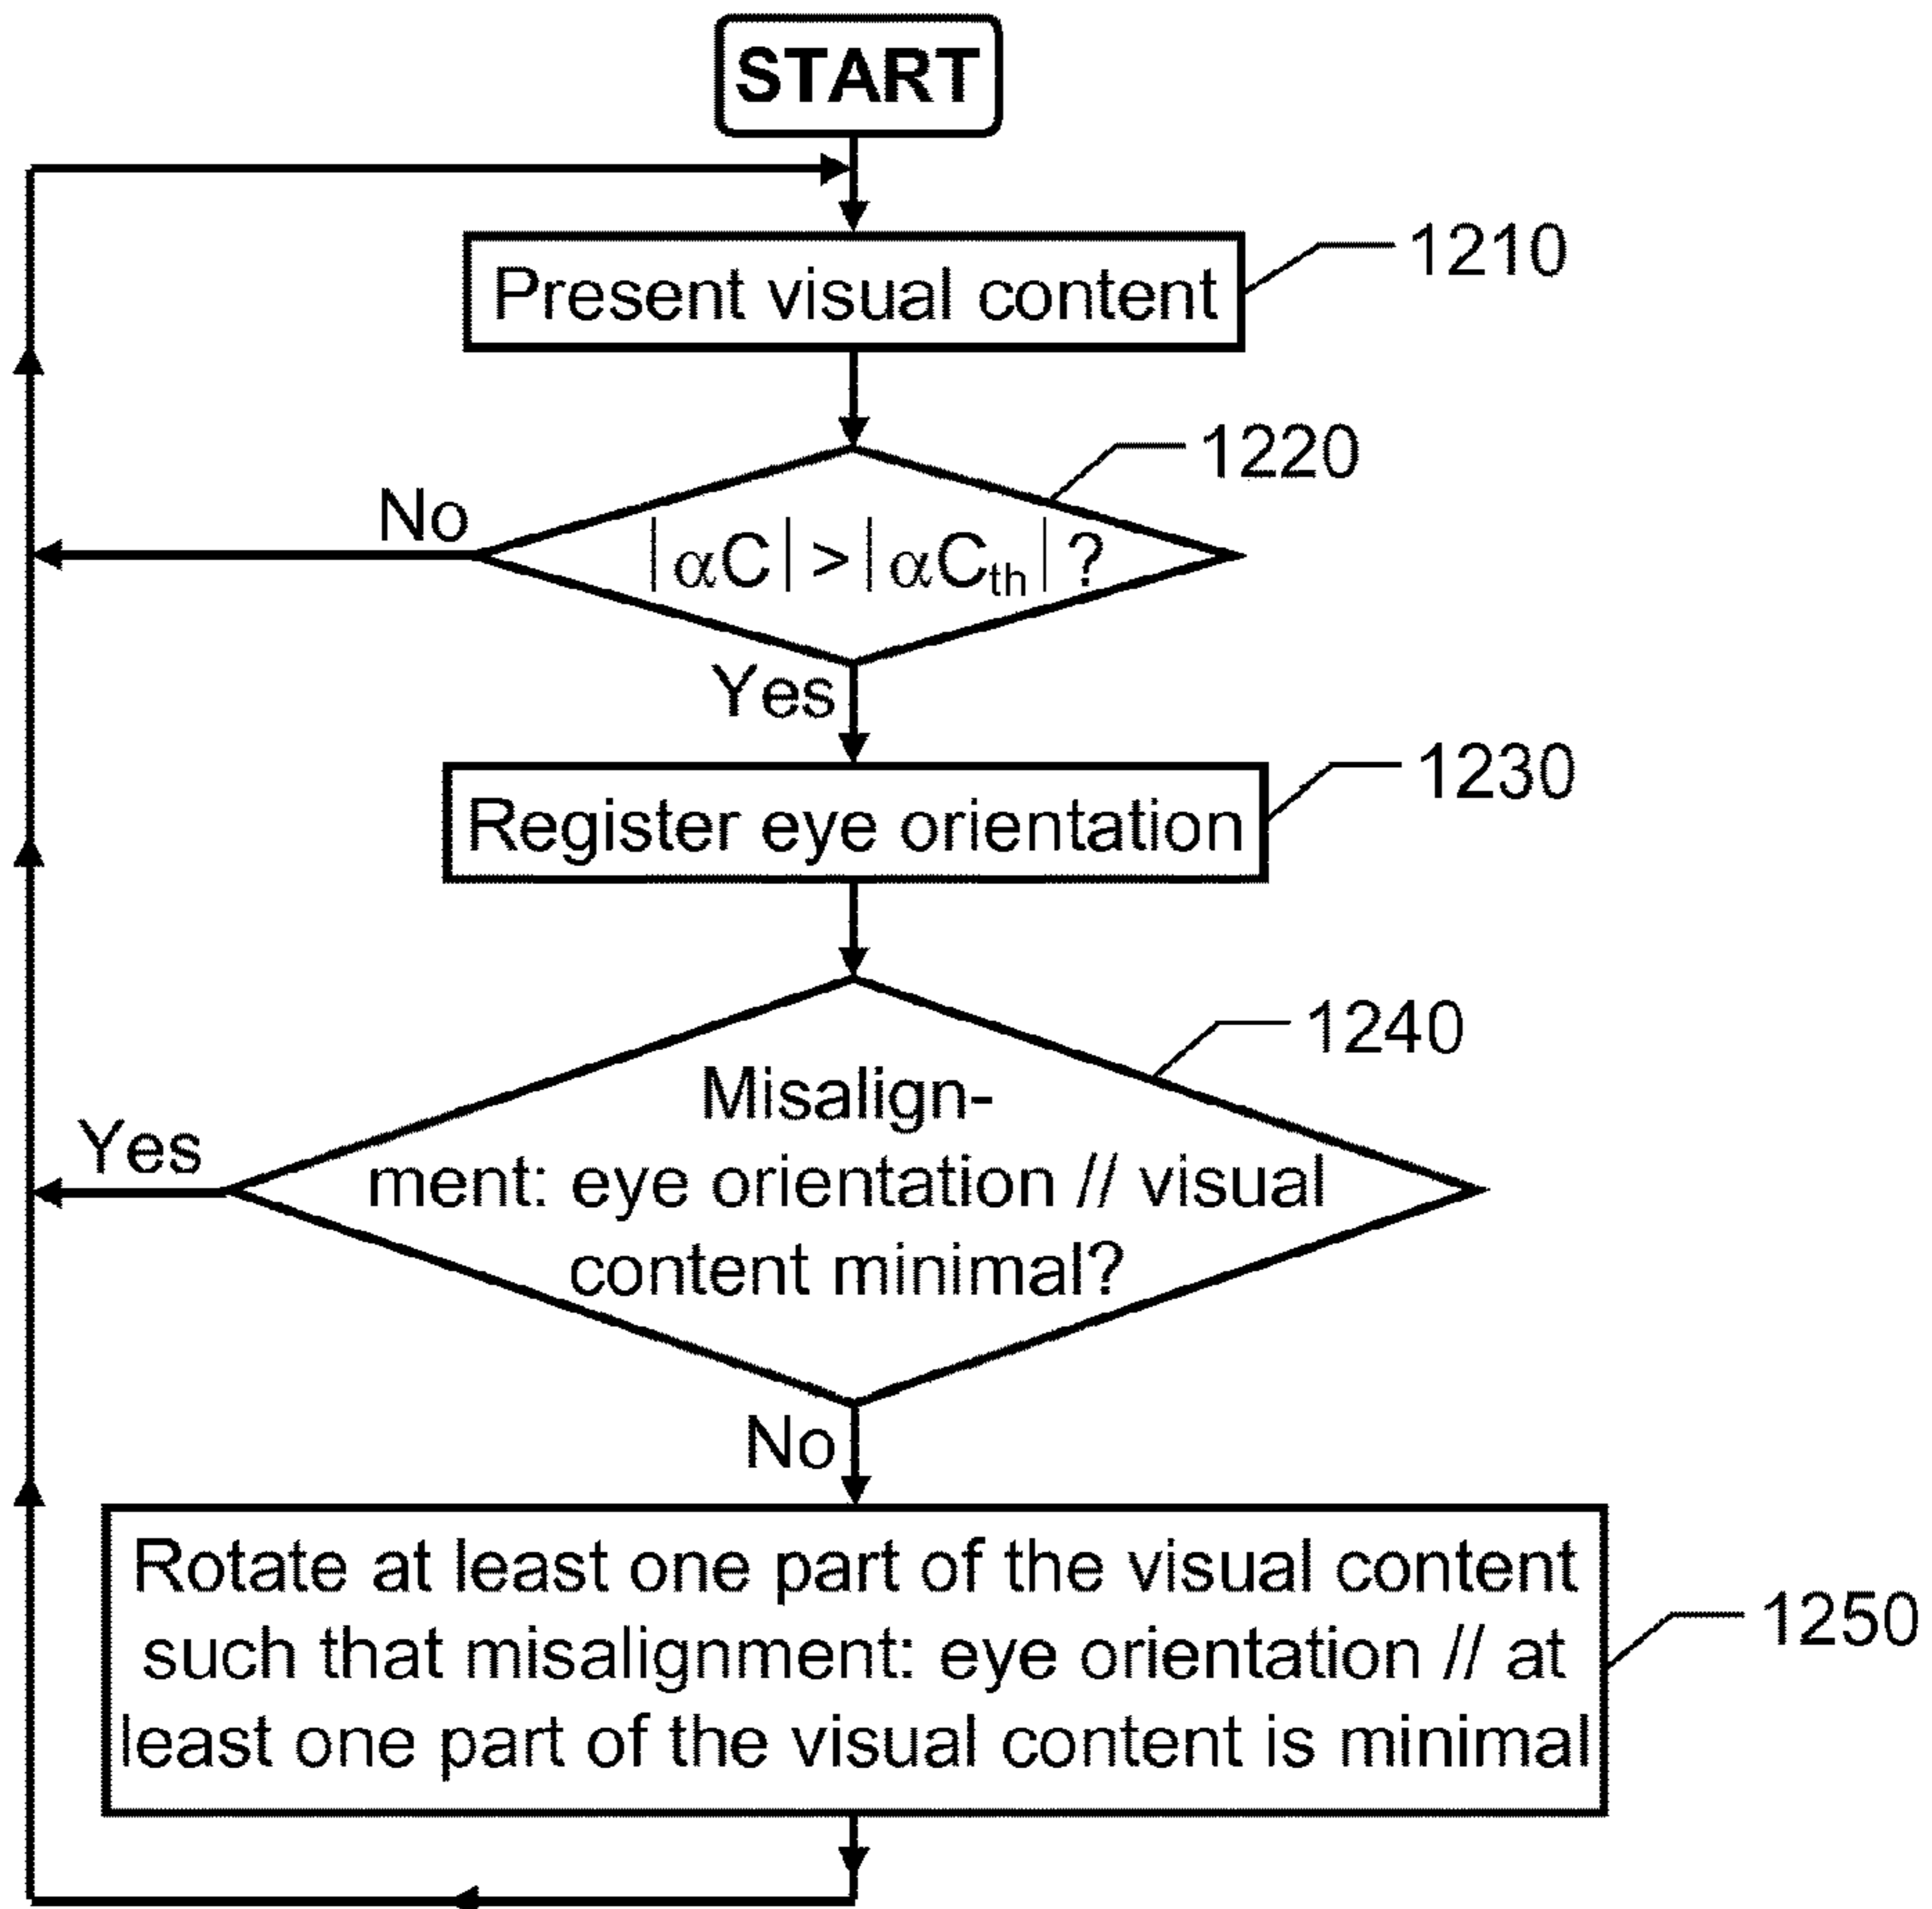 START
Present visual content
1210
1220
No
|αC| > |αCth| ?
Yes
1230
Register eye orientation
1240
Misalign-
ment: eye orientation // visual
content minimal?
Yes
No
Rotate at least one part of the visual content
such that misalignment: eye orientation // at
least one part of the visual content is minimal
1250